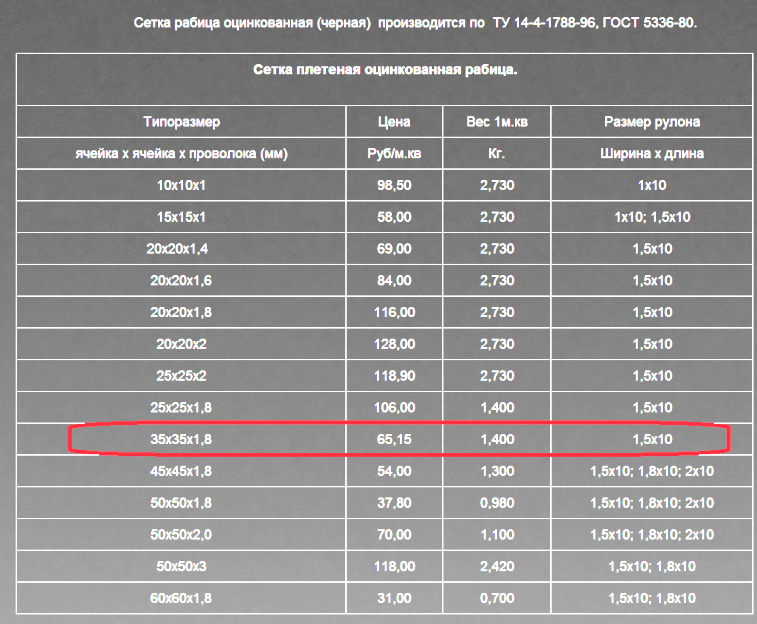 Сетка рабица оцинкованная (черная) производится по ТУ 14-4-1788-96, ГОСТ 5336-80.
Сетка плетеная оцинкованная рабица.
Типоразмер Цена Вес 1м.кв Размер рулона
ячейка х ячейка х проволока (мм) Руб/м.кв Кг. Ширина х длина
10х10х1 98,50 2,730 1х10
15х15х1 58,00 2,730 1х10; 1,5х10
20х20х1,4 69,00 2,730 1,5х10
20х20х1,6 84,00 2,730 1,5х10
20х20х1,8 116,00 2,730 1,5х10
20х20х2 128,00 2,730 1,5х10
25х25х2 118,90 2,730 1,5х10
25х25х1,8 106,00 1,400 1,5х10
35х35х1,8 65,15 1,400 1,5х10
45х45х1,8 54,00 1,300 1,5х10; 1,8х10; 2х10
50х50х1,8 37,80 0,980 1,5х10; 1,8х10; 2х10
50х50х2,0 70,00 1,100 1,5х10; 1,8х10; 2х10
50х50х3 118,00 2,420 1,5х10; 1,8х10
60х60х1,8 31,00 0,700 1,5х10; 1,8х10